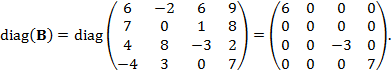 diag(𝐁) = diag ( 6 −2 6 9 ) = ( 6 0 0 0 ) .
7 0 1 8 0 0 0 0
4 8 −3 2 0 0 −3 0
−4 3 0 7 0 0 0 7